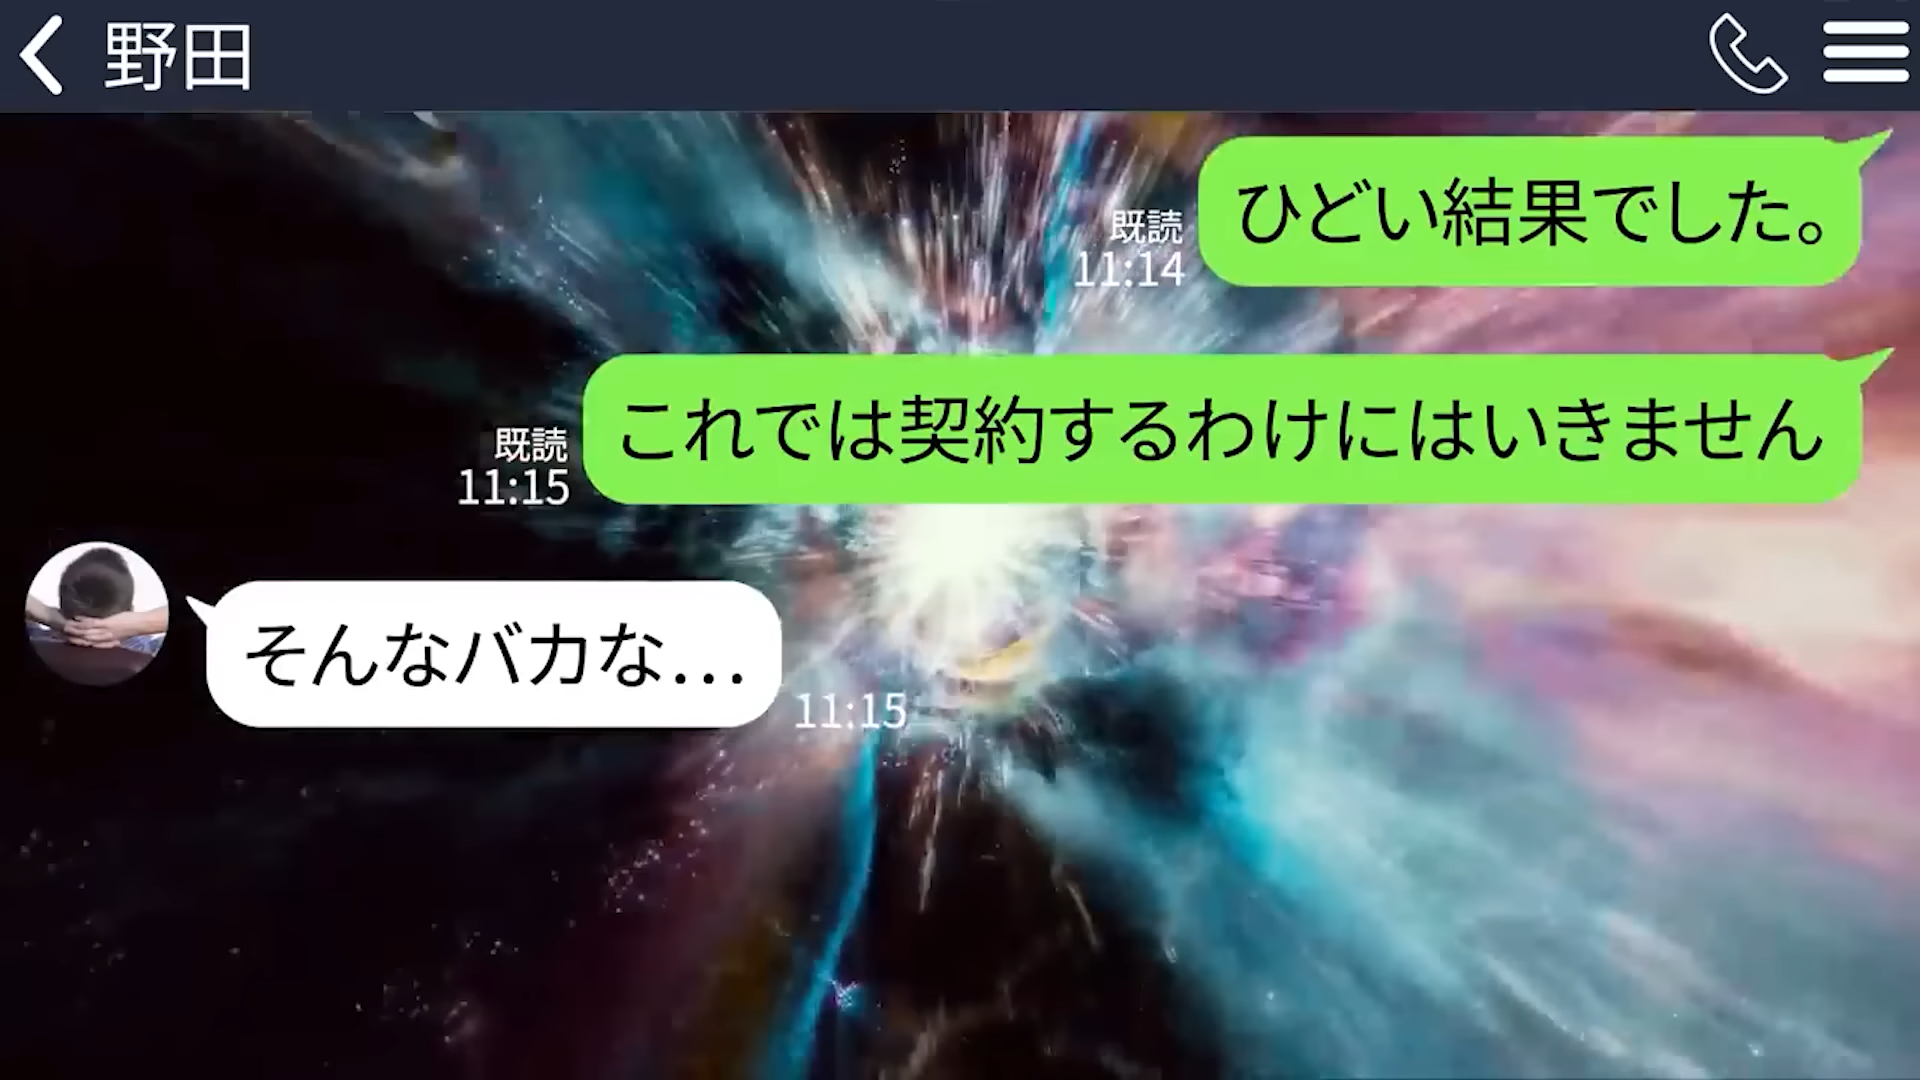 野田
ひどい結果でした。
既読
11:14
これでは契約するわけにはいきません
既読
11:15
そんなバカな…
11:15